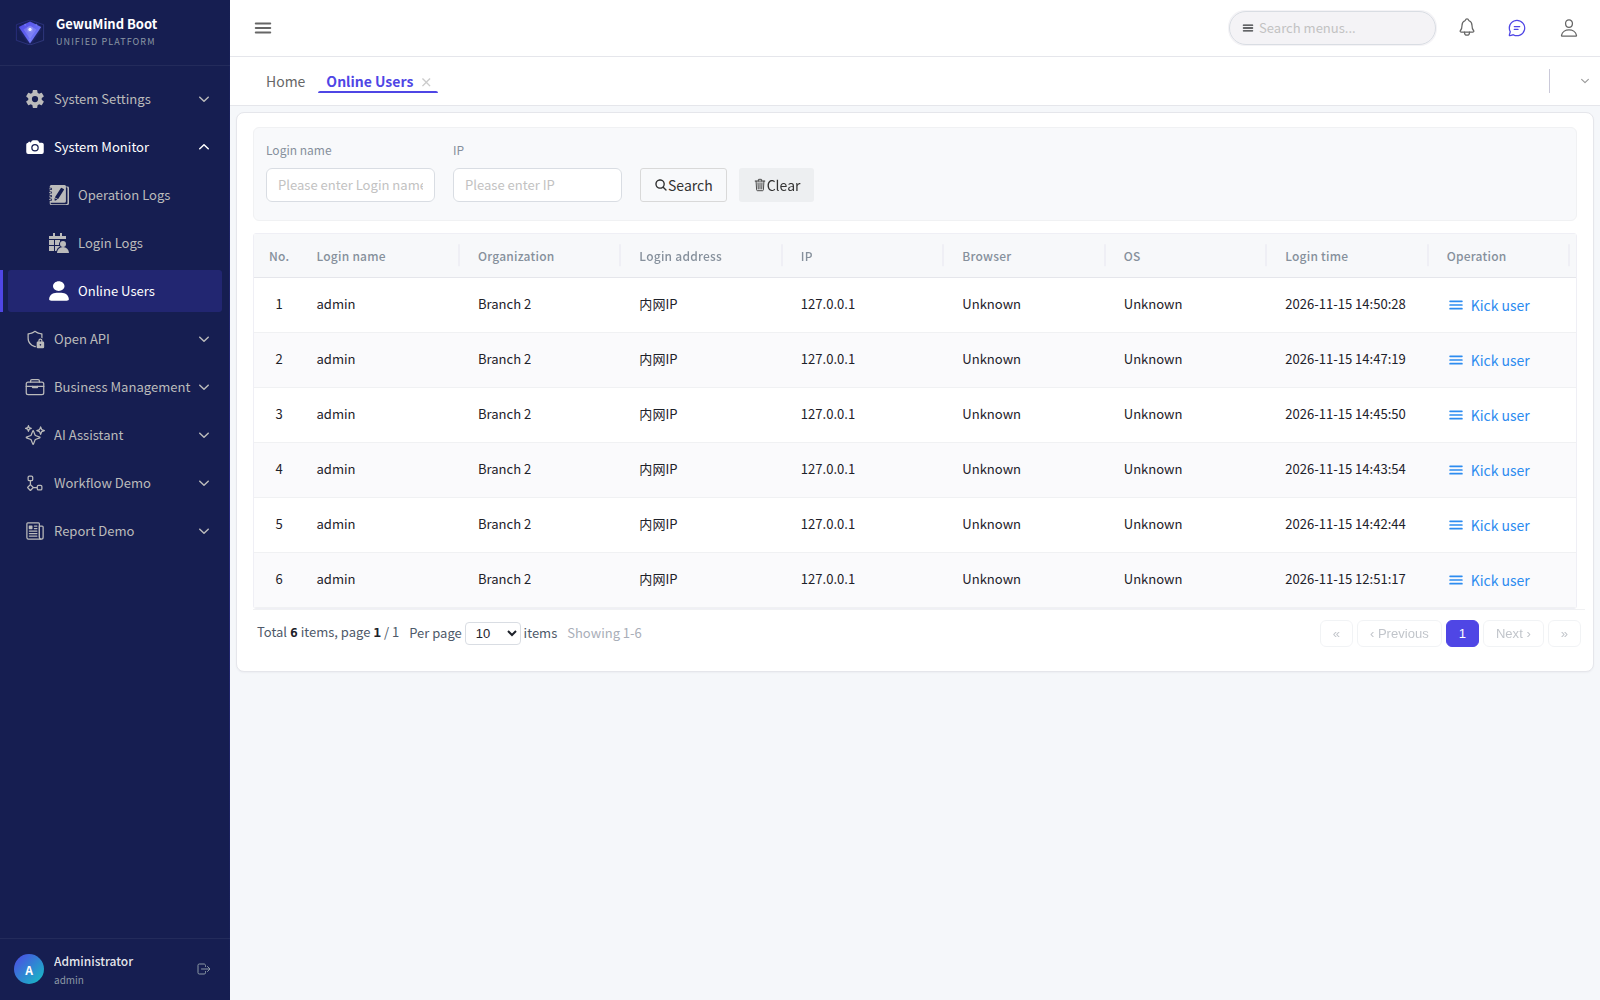 GewuMind Boot
UNIFIED PLATFORM
System Settings
System Monitor
Operation Logs
Login Logs
Online Users
Open API
Business Management
AI Assistant
Workflow Demo
Report Demo
A
Administrator
admin
Search menus...
Home
Online Users
Login name
IP
Please enter Login name
Please enter IP
Search
Clear
No. Login name Organization Login address IP Browser OS Login time Operation
1 admin Branch 2 内网IP 127.0.0.1 Unknown Unknown 2026-11-15 14:50:28 Kick user
2 admin Branch 2 内网IP 127.0.0.1 Unknown Unknown 2026-11-15 14:47:19 Kick user
3 admin Branch 2 内网IP 127.0.0.1 Unknown Unknown 2026-11-15 14:45:50 Kick user
4 admin Branch 2 内网IP 127.0.0.1 Unknown Unknown 2026-11-15 14:43:54 Kick user
5 admin Branch 2 内网IP 127.0.0.1 Unknown Unknown 2026-11-15 14:42:44 Kick user
6 admin Branch 2 内网IP 127.0.0.1 Unknown Unknown 2026-11-15 12:51:17 Kick user
Total 6 items, page 1 / 1 Per page 10 items Showing 1-6
« ‹ Previous 1 Next › »